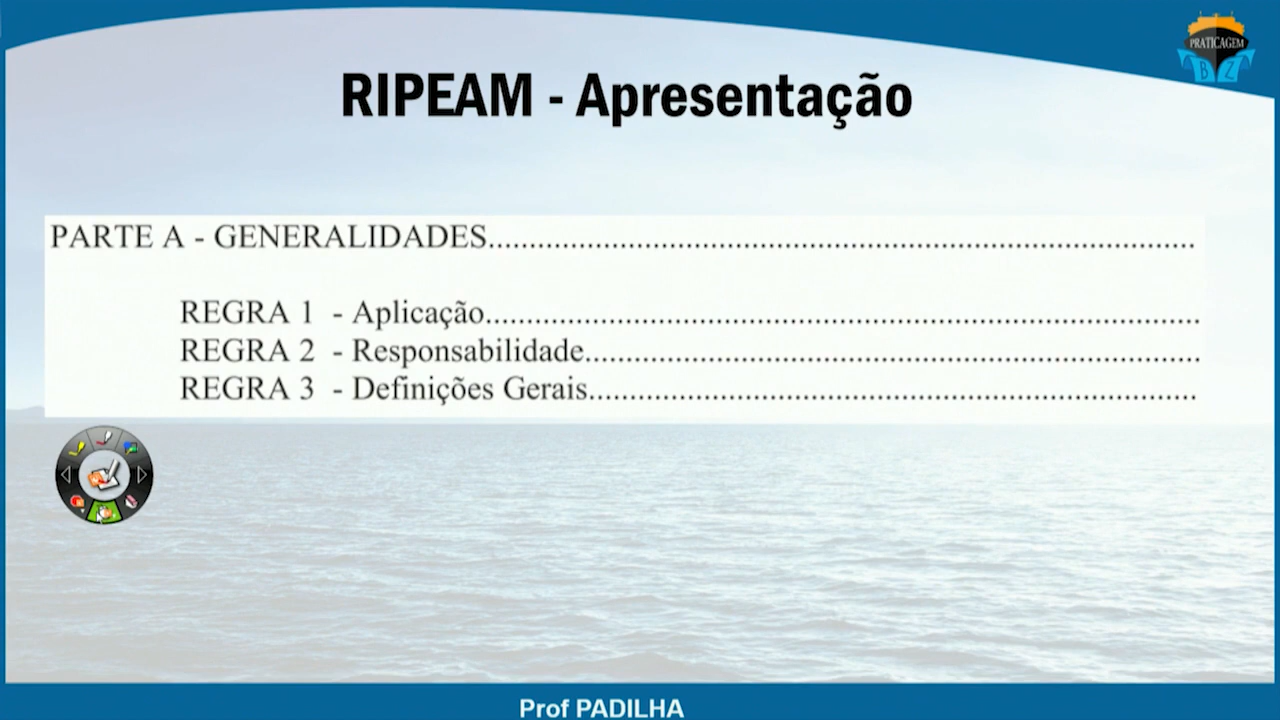 PRATICAGEM
B Z
RIPEAM - Apresentação
PARTE A - GENERALIDADES..........................................................................................
REGRA 1 - Aplicação..........................................................................................
REGRA 2 - Responsabilidade.............................................................................
REGRA 3 - Definições Gerais............................................................................
Prof PADILHA